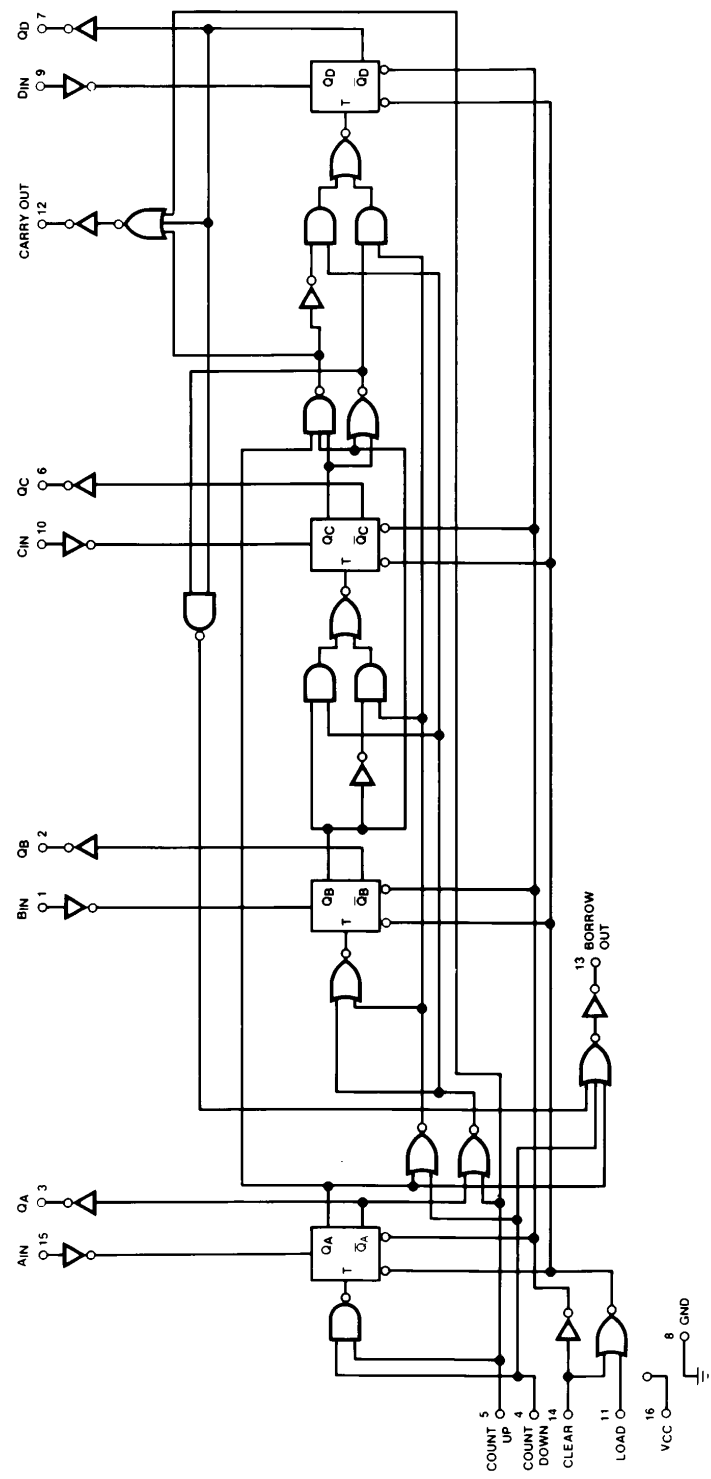 QD 7
DIN 9
CARRY OUT 12
QC 6
CIN 10
QB 2
BIN 1
QA 3
AIN 15
QD
Q̅D
T
QC
Q̅C
T
QB
Q̅B
T
QA
Q̅A
T
13 BORROW
OUT
COUNT 5
UP
COUNT 4
DOWN
CLEAR 14
LOAD 11
VCC 16
8 GND